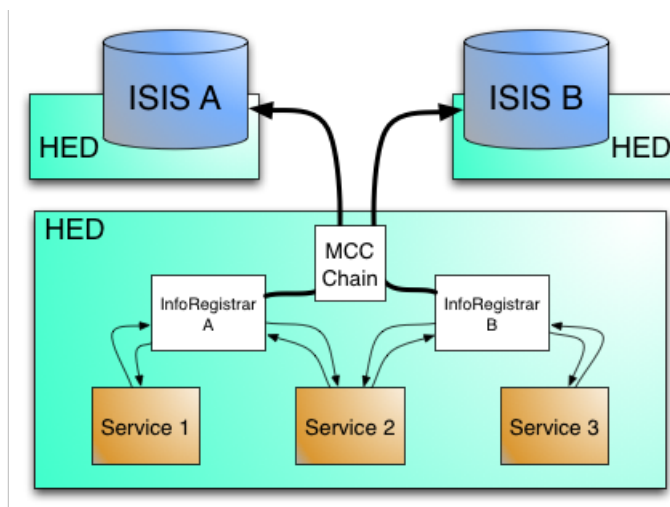 ISIS A
ISIS B
HED
HED
HED
MCC
Chain
InfoRegistrar
A
InfoRegistrar
B
Service 1
Service 2
Service 3